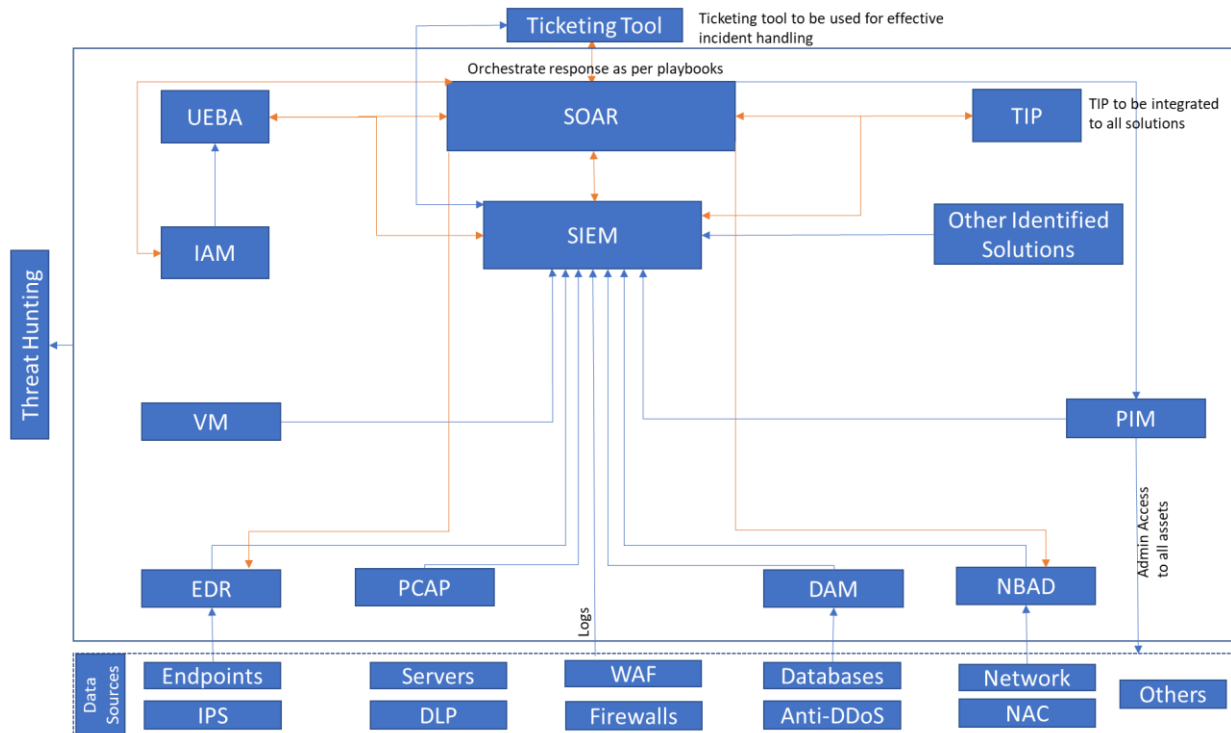 Ticketing Tool
Ticketing tool to be used for effective
incident handling
Orchestrate response as per playbooks
UEBA
SOAR
TIP
TIP to be integrated
to all solutions
IAM
SIEM
Other Identified
Solutions
Threat Hunting
VM
PIM
Admin Access
to all assets
EDR
PCAP
DAM
NBAD
Logs
Data
Sources
Endpoints
Servers
WAF
Databases
Network
Others
IPS
DLP
Firewalls
Anti-DDoS
NAC